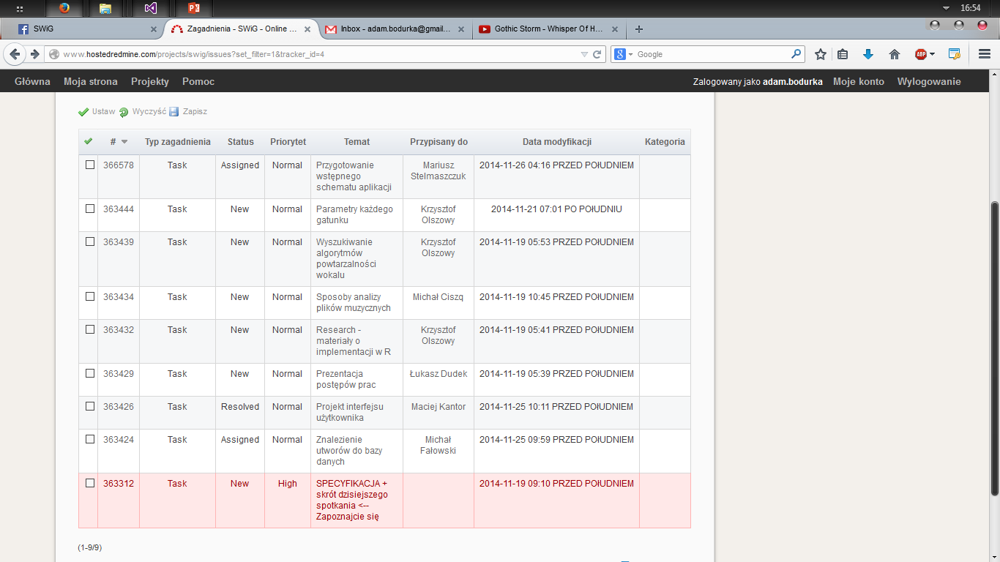 16:54
SWiG
Zagadnienia - SWiG - Online ...
Inbox - adam.bodurka@gmail...
Gothic Storm - Whisper Of H...
www.hostedredmine.com/projects/swig/issues?set_filter=1&tracker_id=4
Google
Główna Moja strona Projekty Pomoc
Zalogowany jako adam.bodurka Moje konto Wylogowanie
Ustaw Wyczyść Zapisz
# Typ zagadnienia Status Priorytet Temat Przypisany do Data modyfikacji Kategoria
366578 Task Assigned Normal Przygotowanie Mariusz 2014-11-26 04:16 PRZED POŁUDNIEM
wstępnego Stelmaszczuk
schematu aplikacji
363444 Task New Normal Parametry każdego Krzysztof 2014-11-21 07:01 PO POŁUDNIU
gatunku Olszowy
363439 Task New Normal Wyszukiwanie Krzysztof 2014-11-19 05:53 PRZED POŁUDNIEM
algorytmów Olszowy
powtarzalności
wokalu
363434 Task New Normal Sposoby analizy Michał Ciszq 2014-11-19 10:45 PRZED POŁUDNIEM
plików muzycznych
363432 Task New Normal Research - Krzysztof 2014-11-19 05:41 PRZED POŁUDNIEM
materiały o Olszowy
implementacji w R
363429 Task New Normal Prezentacja Łukasz Dudek 2014-11-19 05:39 PRZED POŁUDNIEM
postępów prac
363426 Task Resolved Normal Projekt interfejsu Maciej Kantor 2014-11-25 10:11 PRZED POŁUDNIEM
użytkownika
363424 Task Assigned Normal Znalezienie Michał 2014-11-25 09:59 PRZED POŁUDNIEM
utworów do bazy Fałowski
danych
363312 Task New High SPECYFIKACJA + 2014-11-19 09:10 PRZED POŁUDNIEM
skrót dzisiejszego
spotkania <--
Zapoznajcie się
(1-9/9)